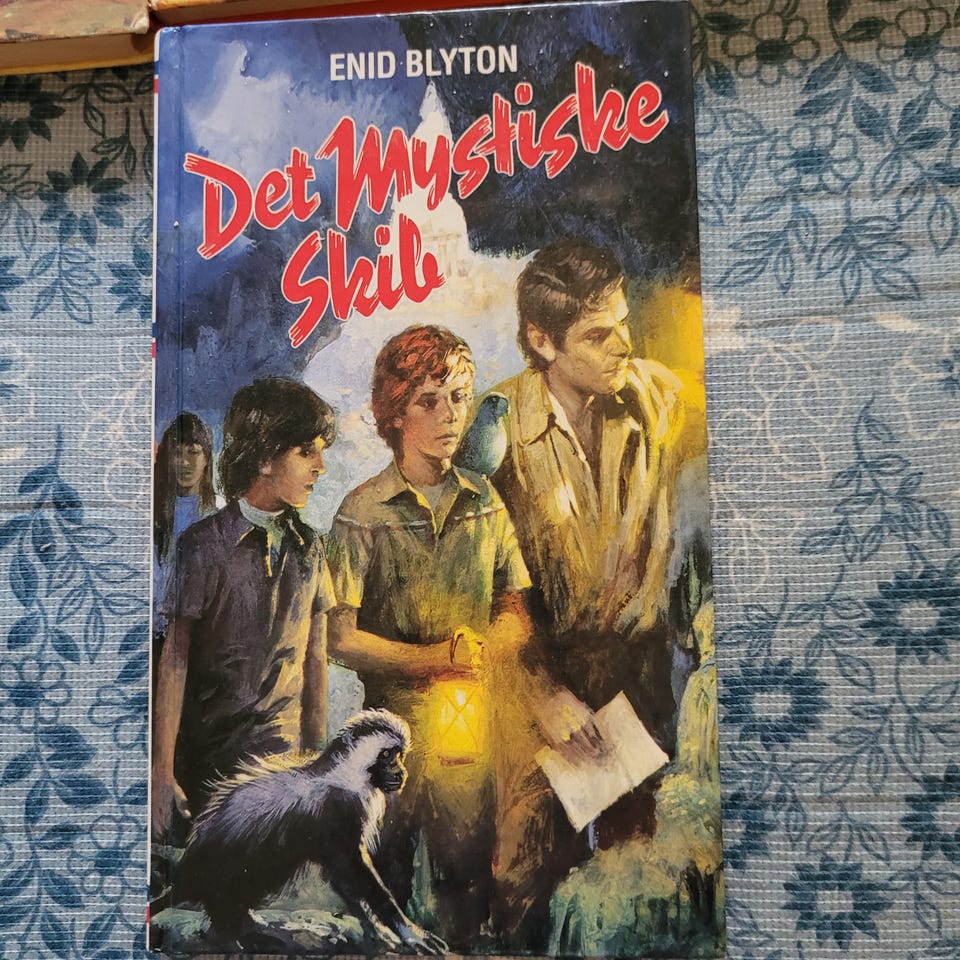 ENID BLYTON
Det Mystiske
Skib